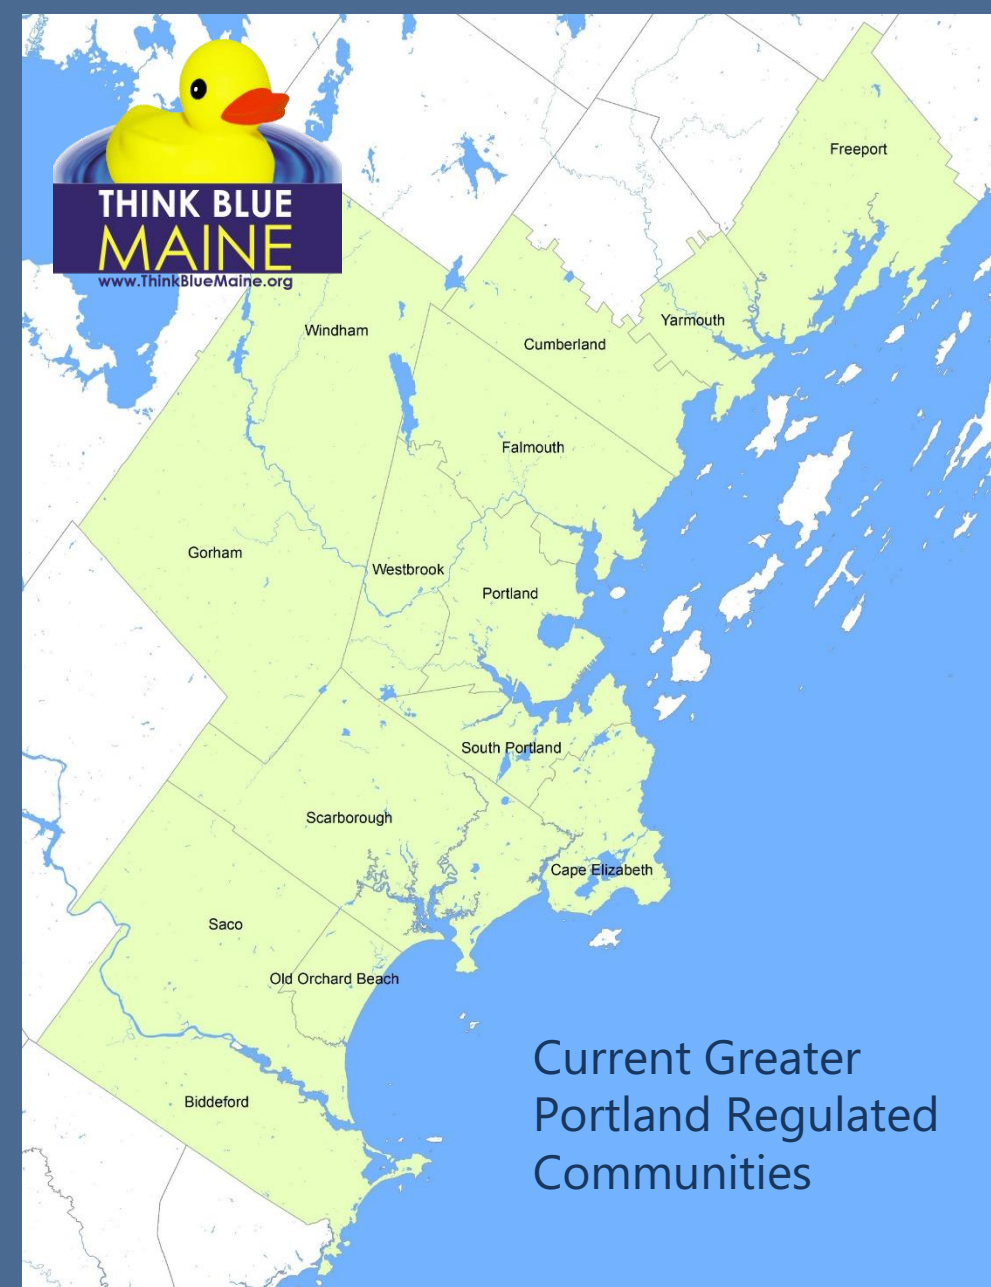 THINK BLUE
MAINE
www.ThinkBlueMaine.org
Freeport
Yarmouth
Windham
Cumberland
Falmouth
Gorham
Westbrook
Portland
South Portland
Scarborough
Cape Elizabeth
Saco
Old Orchard Beach
Biddeford
Current Greater
Portland Regulated
Communities